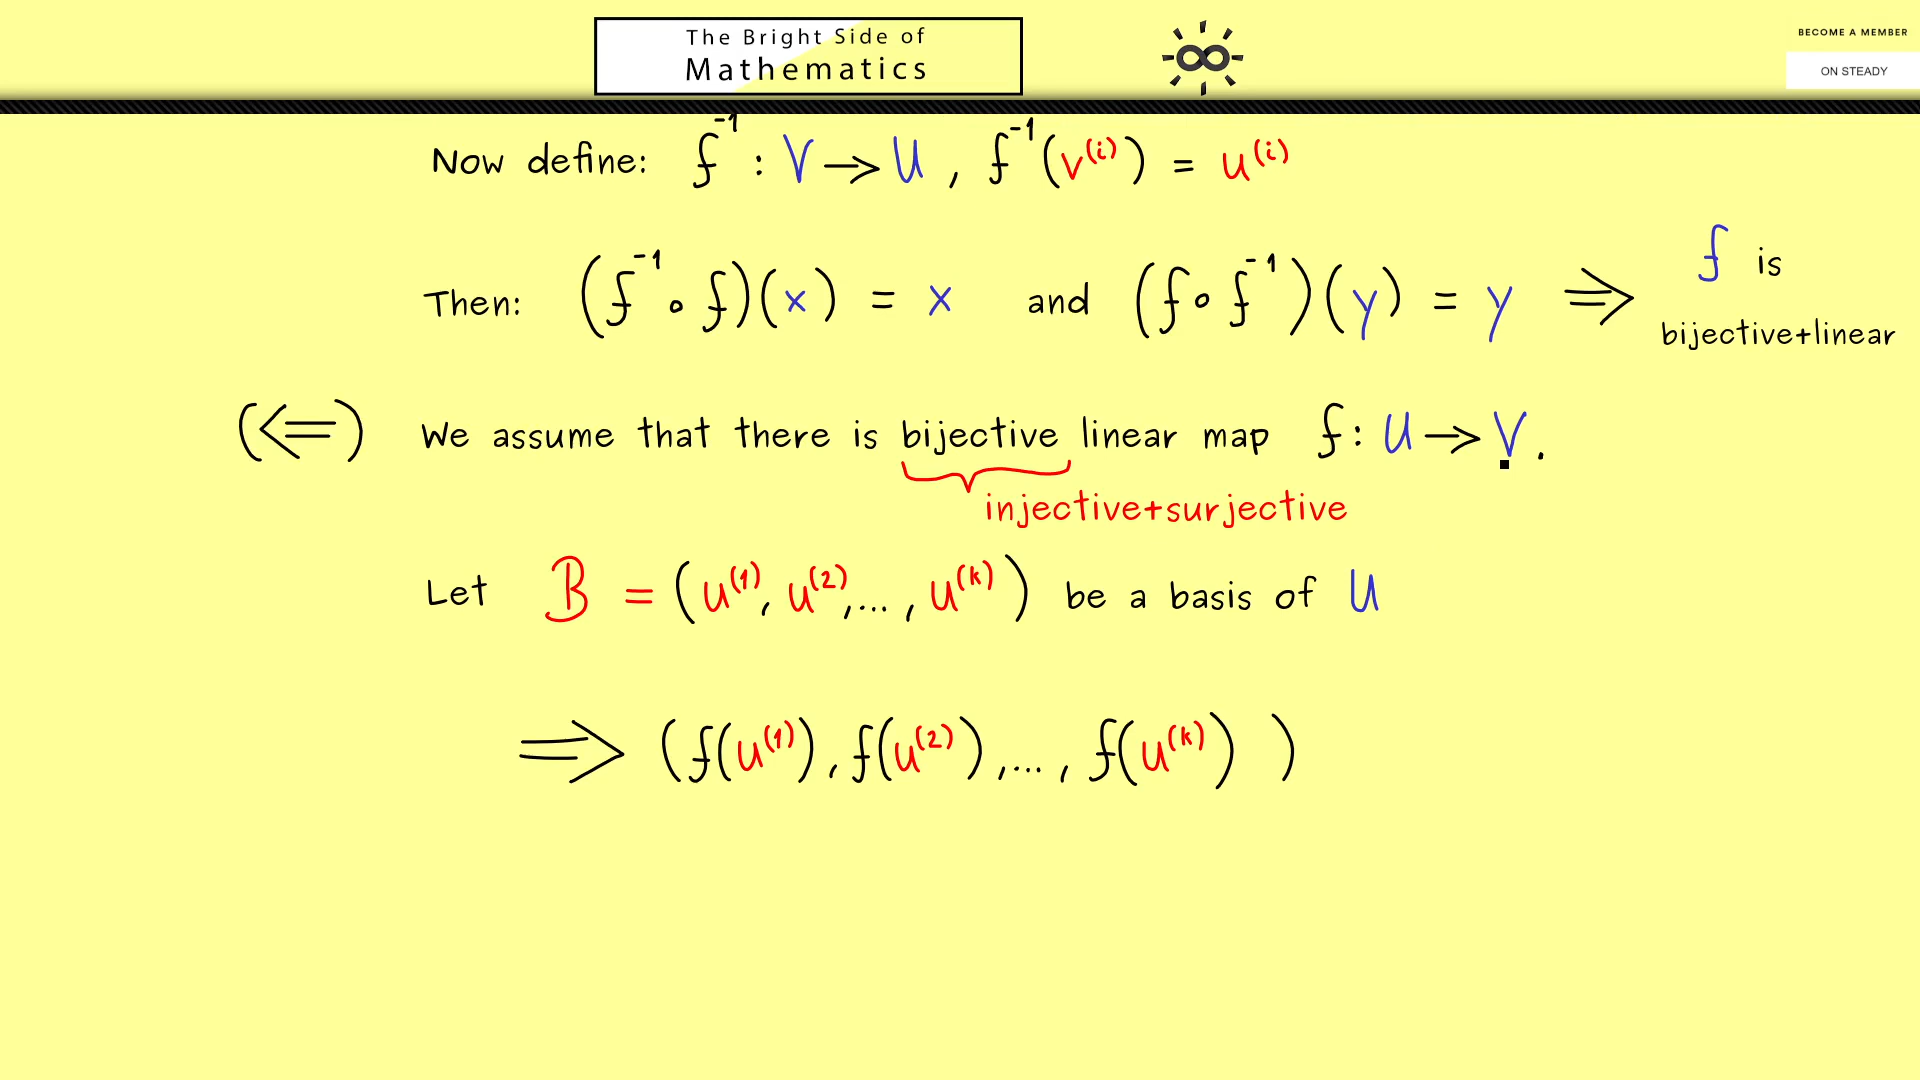 The Bright Side of
Mathematics
BECOME A MEMBER
ON STEADY
Now define: f⁻¹ : V → U , f⁻¹(v⁽ⁱ⁾) = u⁽ⁱ⁾
Then: (f⁻¹ ∘ f)(x) = x and (f ∘ f⁻¹)(y) = y ⇒ f is
bijective+linear
(⇐) We assume that there is bijective linear map f : U → V .
injective+surjective
Let B = (u⁽¹⁾, u⁽²⁾, ... , u⁽ᵏ⁾) be a basis of U
⇒ (f(u⁽¹⁾), f(u⁽²⁾), ... , f(u⁽ᵏ⁾) )